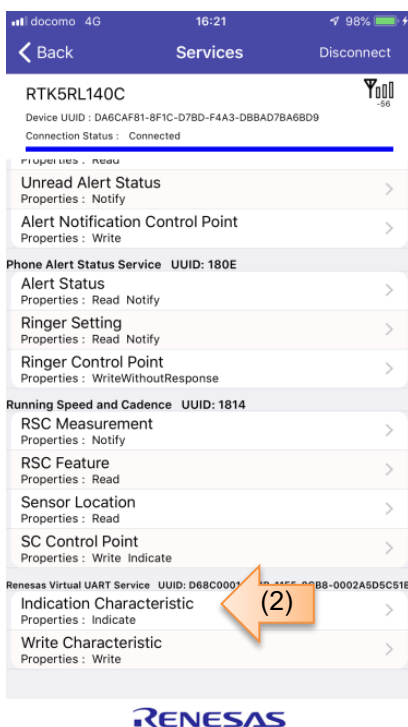 docomo 4G 16:21 98%
Back Services Disconnect
RTK5RL140C
-56
Device UUID : DA6CAF81-8F1C-D7BD-F4A3-DBBAD7BA6BD9
Connection Status : Connected
Properties : Read
Unread Alert Status
Properties : Notify
Alert Notification Control Point
Properties : Write
Phone Alert Status Service UUID: 180E
Alert Status
Properties : Read Notify
Ringer Setting
Properties : Read Notify
Ringer Control Point
Properties : WriteWithoutResponse
Running Speed and Cadence UUID: 1814
RSC Measurement
Properties : Notify
RSC Feature
Properties : Read
Sensor Location
Properties : Read
SC Control Point
Properties : Write Indicate
Renesas Virtual UART Service UUID: D68C0001
-0002A5D5C51B
Indication Characteristic
Properties : Indicate
(2)
Write Characteristic
Properties : Write
RENESAS